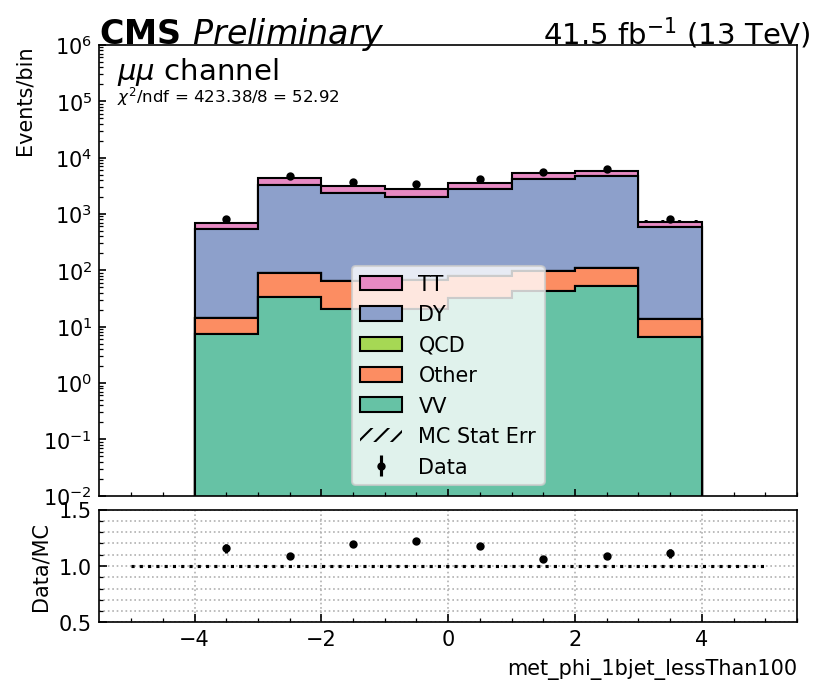 CMS Preliminary
41.5 fb⁻¹ (13 TeV)
Events/bin
10⁶
10⁵
10⁴
10³
10²
10¹
10⁰
10⁻¹
10⁻²
μμ channel
χ²/ndf = 423.38/8 = 52.92
TT
DY
QCD
Other
VV
MC Stat Err
Data
Data/MC
1.5
1.0
0.5
−4 −2 0 2 4
met_phi_1bjet_lessThan100